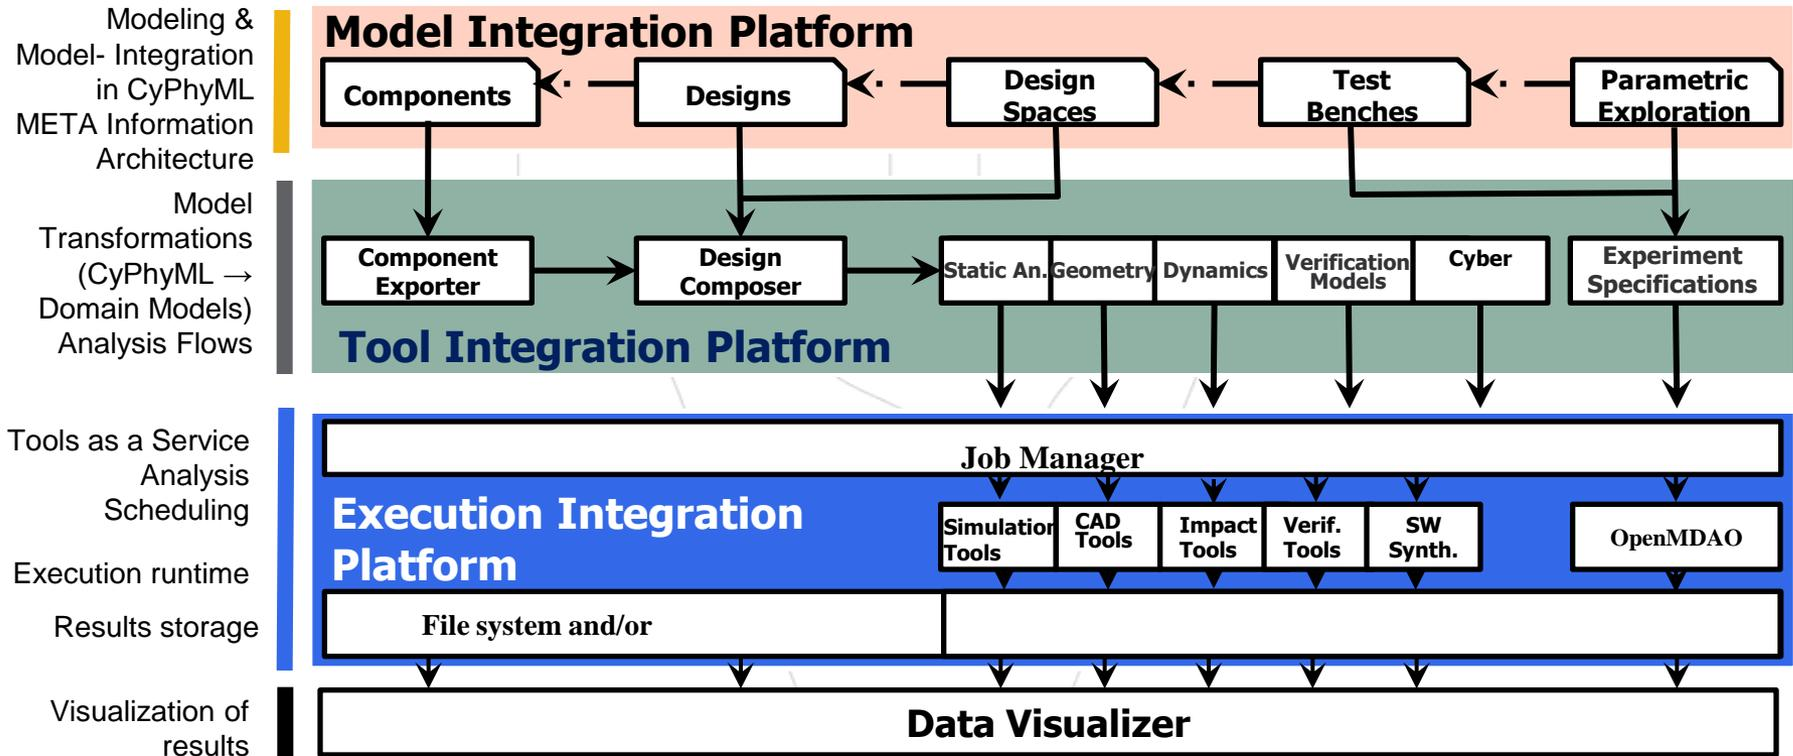 Modeling &
Model- Integration
in CyPhyML
META Information
Architecture
Model Integration Platform
Components
Designs
Design
Spaces
Test
Benches
Parametric
Exploration
Model
Transformations
(CyPhyML →
Domain Models)
Analysis Flows
Component
Exporter
Design
Composer
Static An.
Geometry
Dynamics
Verification
Models
Cyber
Experiment
Specifications
Tool Integration Platform
Tools as a Service
Analysis
Scheduling
Execution runtime
Results storage
Job Manager
Execution Integration
Platform
Simulation
Tools
CAD
Tools
Impact
Tools
Verif.
Tools
SW
Synth.
OpenMDAO
File system and/or
Visualization of
results
Data Visualizer